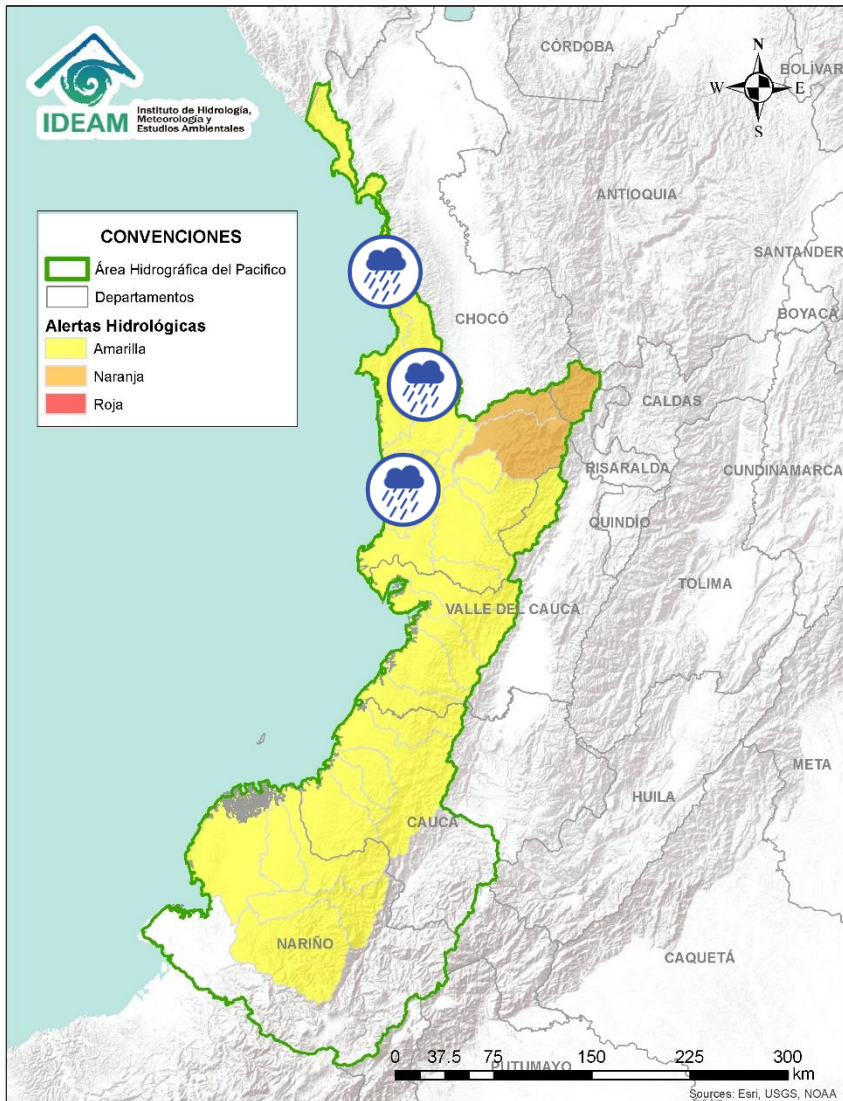 IDEAM
Instituto de Hidrología,
Meteorología y
Estudios Ambientales
N
W
E
S
CONVENCIONES
Área Hidrográfica del Pacifico
Departamentos
Alertas Hidrológicas
Amarilla
Naranja
Roja
CÓRDOBA
BOLÍVAR
ANTIOQUIA
SANTANDER
BOYACÁ
CHOCÓ
CALDAS
RISARALDA
CUNDINAMARCA
QUINDÍO
TOLIMA
VALLE DEL CAUCA
META
HUILA
CAUCA
NARIÑO
CAQUETÁ
PUTUMAYO
0 37.5 75 150 225 300
km
Sources: Esri, USGS, NOAA